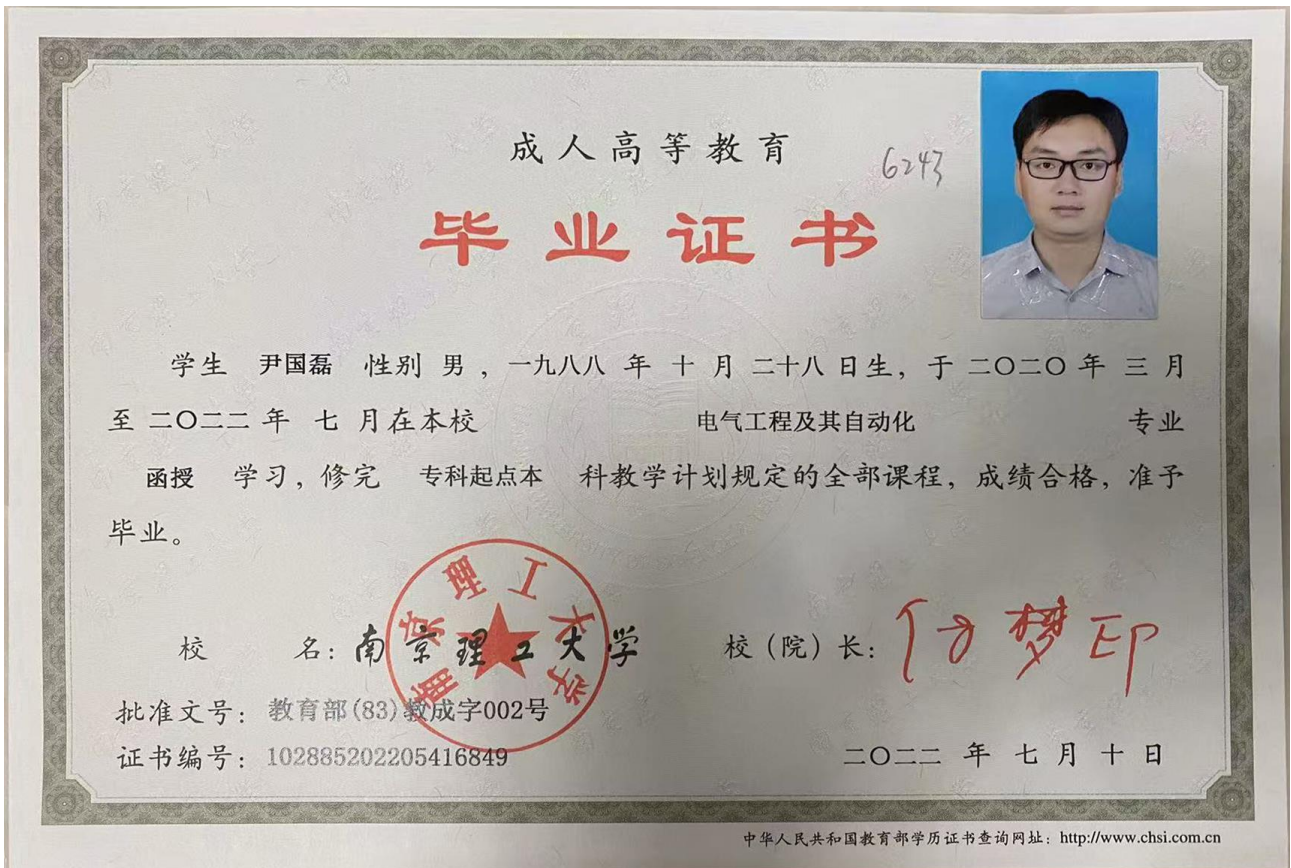 成人高等教育
6243
毕业证书
学生 尹国磊 性别 男 ，一九八八 年 十 月 二十八 日生，于 二〇二〇 年 三 月
至 二〇二二 年 七 月在本校 电气工程及其自动化 专业
函授 学习，修完 专科起点本 科教学计划规定的全部课程，成绩合格，准予
毕业。
南京理工大学
校 名：南京理工大学 校（院）长：
批准文号：教育部(83)教成字002号
证书编号：102885202205416849
二〇二二 年 七 月 十 日
中华人民共和国教育部学历证书查询网址：http://www.chsi.com.cn